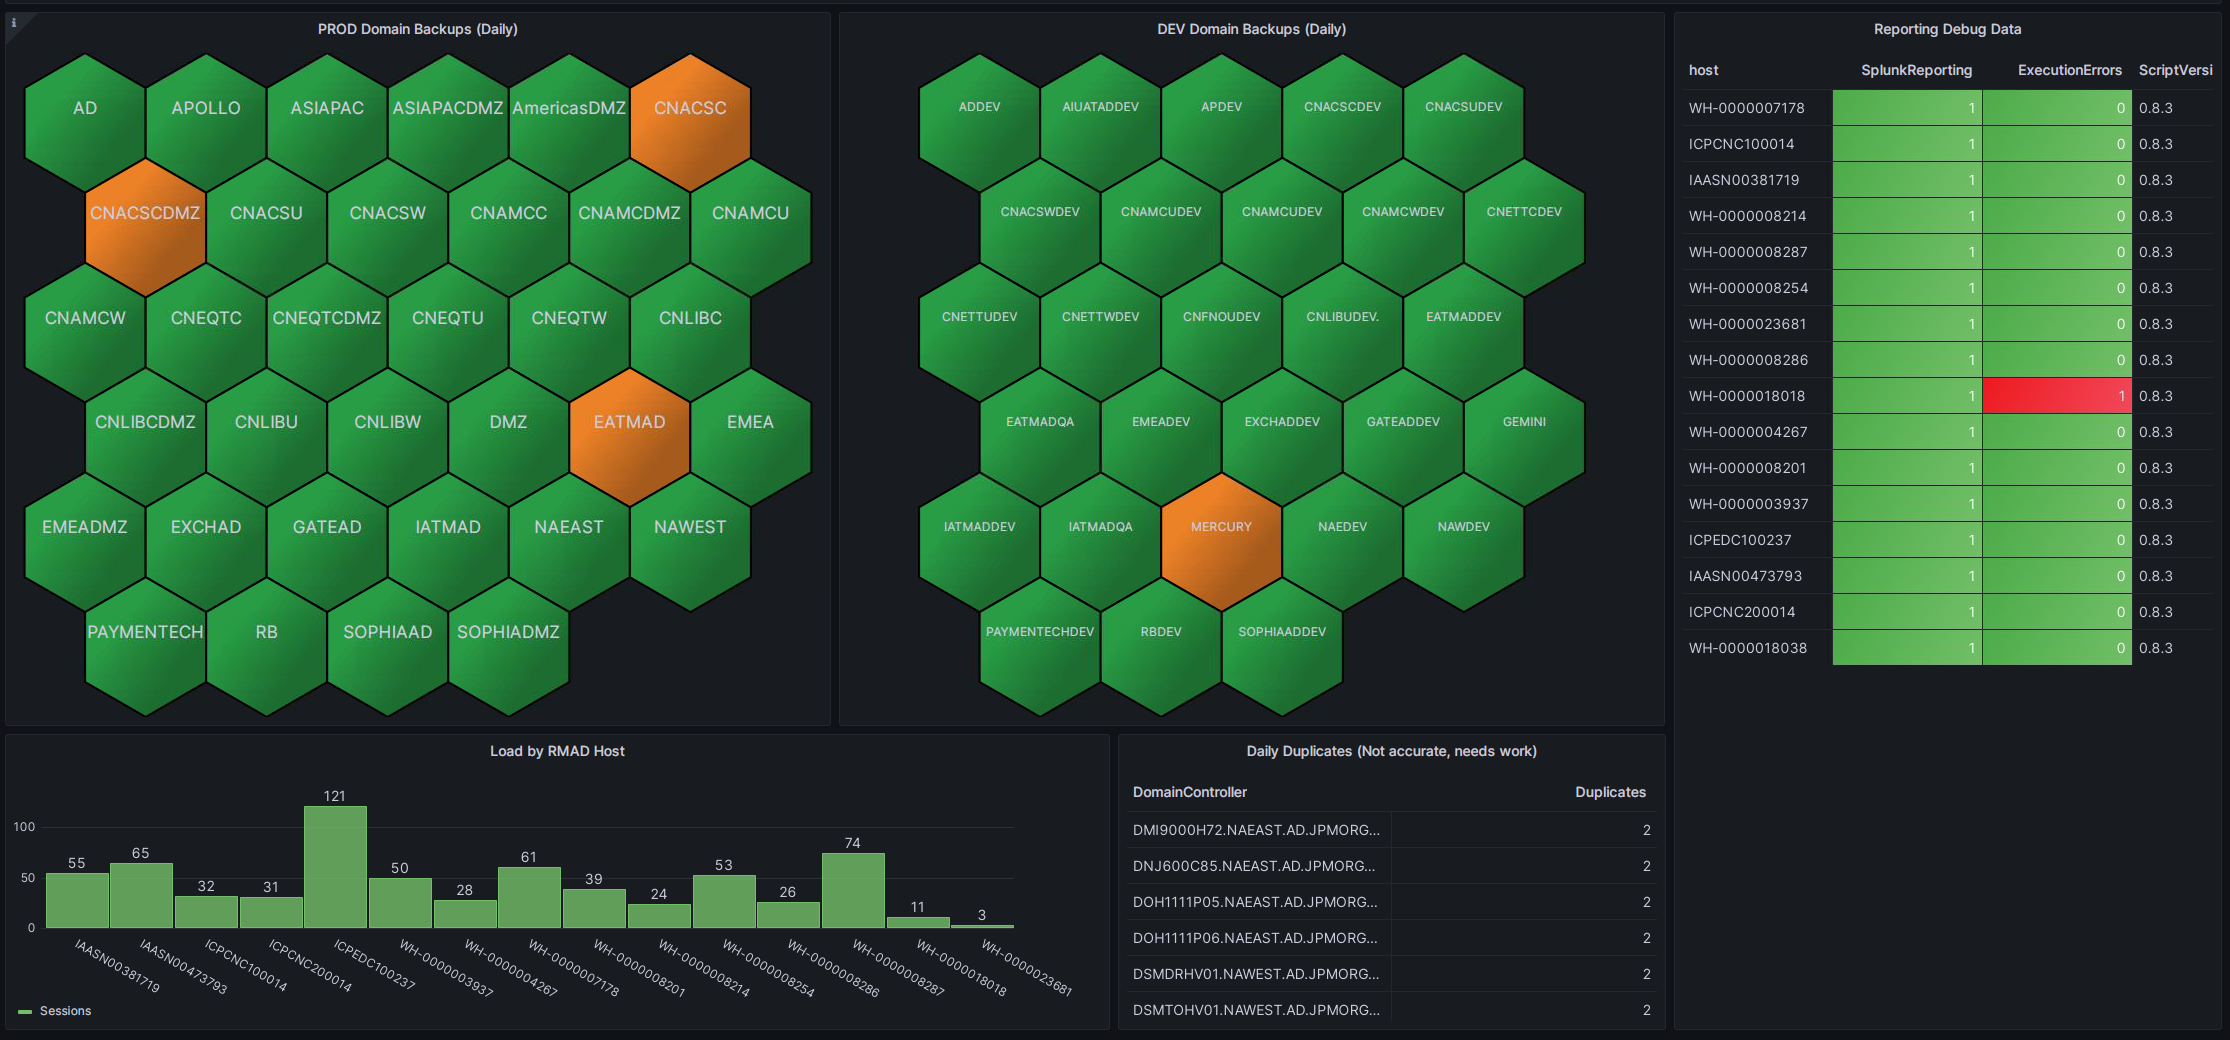 PROD Domain Backups (Daily)
AD APOLLO ASIAPAC ASIAPACDMZ AmericasDMZ CNACSC
CNACSCDMZ CNACSU CNACSW CNAMCC CNAMCDMZ CNAMCU
CNAMCW CNEQTC CNEQTCDMZ CNEQTU CNEQTW CNLIBC
CNLIBCDMZ CNLIBU CNLIBW DMZ EATMAD EMEA
EMEADMZ EXCHAD GATEAD IATMAD NAEAST NAWEST
PAYMENTECH RB SOPHIAAD SOPHIADMZ
DEV Domain Backups (Daily)
ADDEV AIUATADDEV APDEV CNACSCDEV CNACSUDEV
CNACSWDEV CNAMCUDEV CNAMCUDEV CNAMCWDEV CNETTCDEV
CNETTUDEV CNETTWDEV CNFNOUDEV CNLIBUDEV. EATMADDEV
EATMADQA EMEADEV EXCHADDEV GATEADDEV GEMINI
IATMADDEV IATMADQA MERCURY NAEDEV NAWDEV
PAYMENTECHDEV RBDEV SOPHIAADDEV
Reporting Debug Data
host SplunkReporting ExecutionErrors ScriptVersi
WH-0000007178 1 0 0.8.3
ICPCNC100014 1 0 0.8.3
IAASN00381719 1 0 0.8.3
WH-0000008214 1 0 0.8.3
WH-0000008287 1 0 0.8.3
WH-0000008254 1 0 0.8.3
WH-0000023681 1 0 0.8.3
WH-0000008286 1 0 0.8.3
WH-0000018018 1 1 0.8.3
WH-0000004267 1 0 0.8.3
WH-0000008201 1 0 0.8.3
WH-0000003937 1 0 0.8.3
ICPEDC100237 1 0 0.8.3
IAASN00473793 1 0 0.8.3
ICPCNC200014 1 0 0.8.3
WH-0000018038 1 0 0.8.3
Load by RMAD Host
100
50
0
55 65 32 31 121 50 28 61 39 24 53 26 74 11 3
IAASN00381719
IAASN00473793
ICPCNC100014
ICPCNC200014
ICPEDC100237
WH-0000003937
WH-0000004267
WH-0000007178
WH-0000008201
WH-0000008214
WH-0000008254
WH-0000008286
WH-0000008287
WH-0000018018
WH-0000023681
Sessions
Daily Duplicates (Not accurate, needs work)
DomainController Duplicates
DMI9000H72.NAEAST.AD.JPMORG... 2
DNJ600C85.NAEAST.AD.JPMORG... 2
DOH1111P05.NAEAST.AD.JPMORG... 2
DOH1111P06.NAEAST.AD.JPMORG... 2
DSMDRHV01.NAWEST.AD.JPMORG... 2
DSMTOHV01.NAWEST.AD.JPMORG... 2